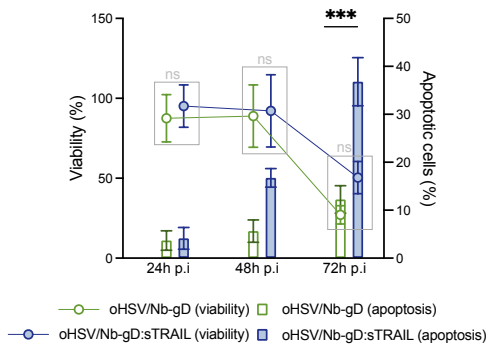 ***
150
100
50
0
Viability (%)
ns
ns
ns
50
40
30
20
10
0
Apoptotic cells (%)
24h p.i 48h p.i 72h p.i
oHSV/Nb-gD (viability) oHSV/Nb-gD (apoptosis)
oHSV/Nb-gD:sTRAIL (viability) oHSV/Nb-gD:sTRAIL (apoptosis)